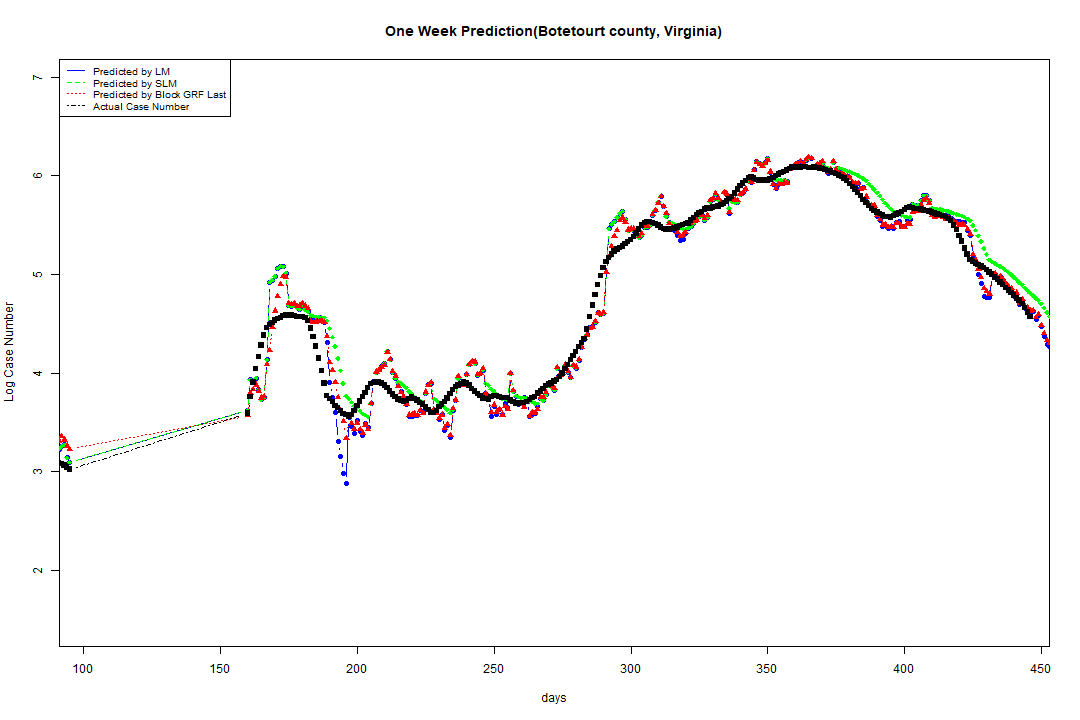 One Week Prediction(Botetourt county, Virginia)
Predicted by LM
Predicted by SLM
Predicted by Block GRF Last
Actual Case Number
7
6
5
4
3
2
Log Case Number
100 150 200 250 300 350 400 450
days